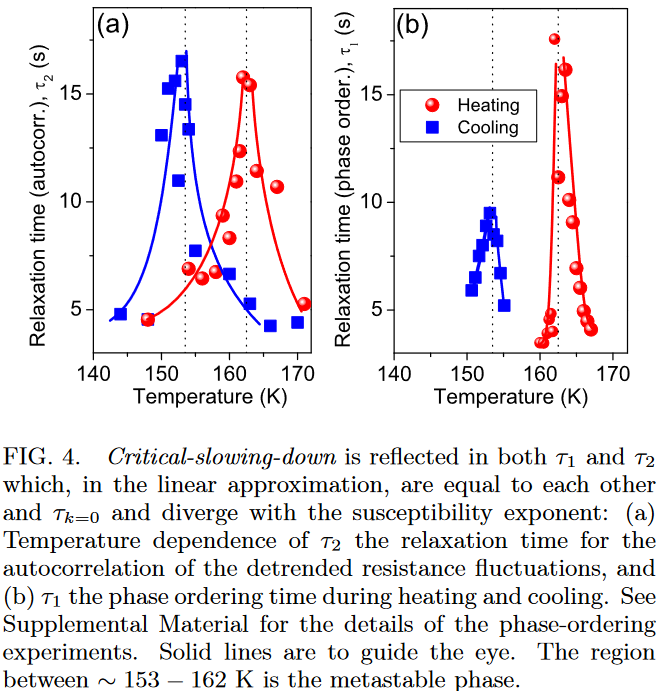 (a)
(b)
Relaxation time (autocorr.), τ2 (s)
15
10
5
140 150 160 170
Temperature (K)
Relaxation time (phase order.), τ1 (s)
Heating
Cooling
15
10
5
140 150 160 170
Temperature (K)
FIG. 4. Critical-slowing-down is reflected in both τ1 and τ2
which, in the linear approximation, are equal to each other
and τk=0 and diverge with the susceptibility exponent: (a)
Temperature dependence of τ2 the relaxation time for the
autocorrelation of the detrended resistance fluctuations, and
(b) τ1 the phase ordering time during heating and cooling. See
Supplemental Material for the details of the phase-ordering
experiments. Solid lines are to guide the eye. The region
between ∼ 153 − 162 K is the metastable phase.